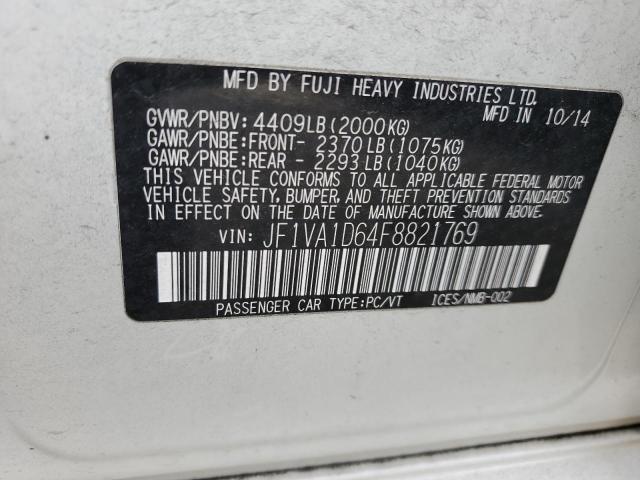 MFD BY FUJI HEAVY INDUSTRIES LTD.
MFD IN 10/14
GVWR/PNBV: 4409LB (2000KG)
GAWR/PNBE:FRONT- 2370LB (1075KG)
GAWR/PNBE:REAR - 2293LB (1040KG)
THIS VEHICLE CONFORMS TO ALL APPLICABLE FEDERAL MOTOR
VEHICLE SAFETY, BUMPER, AND THEFT PREVENTION STANDARDS
IN EFFECT ON THE DATE OF MANUFACTURE SHOWN ABOVE.
VIN: JF1VA1D64F8821769
PASSENGER CAR TYPE:PC/VT ICES/NMB-002